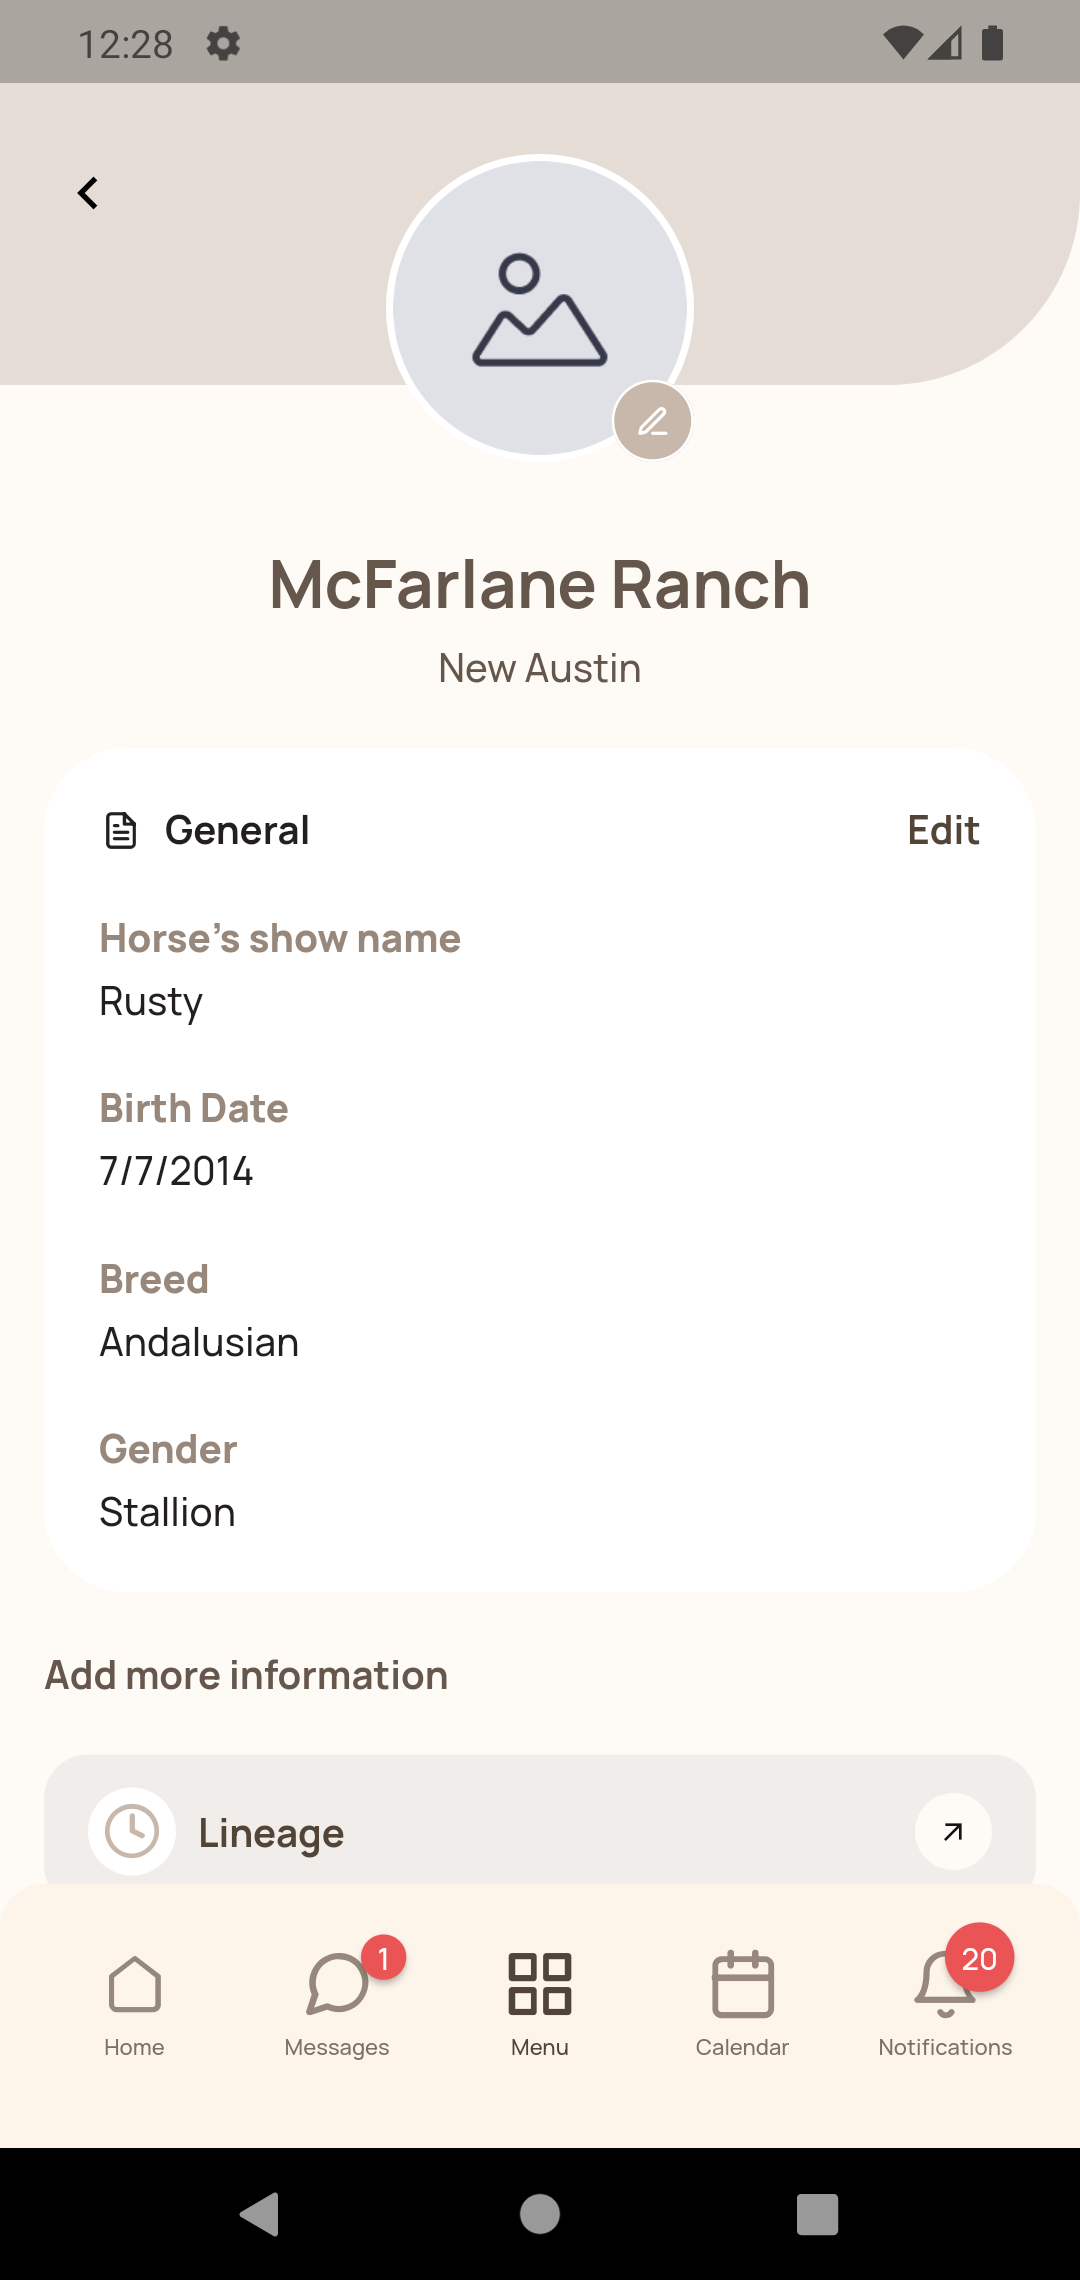 12:28
McFarlane Ranch
New Austin
General
Edit
Horse’s show name
Rusty
Birth Date
7/7/2014
Breed
Andalusian
Gender
Stallion
Add more information
Lineage
1
20
Home
Messages
Menu
Calendar
Notifications